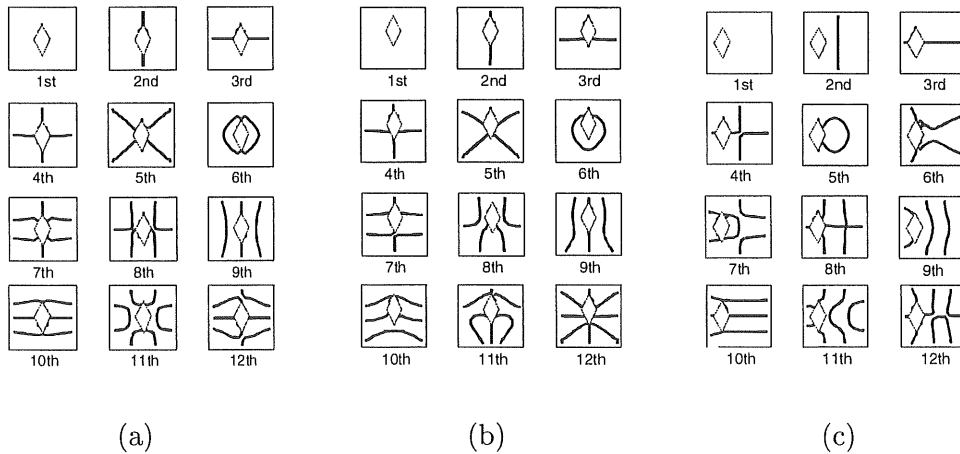 1st 2nd 3rd
4th 5th 6th
7th 8th 9th
10th 11th 12th
(a)
1st 2nd 3rd
4th 5th 6th
7th 8th 9th
10th 11th 12th
(b)
1st 2nd 3rd
4th 5th 6th
7th 8th 9th
10th 11th 12th
(c)